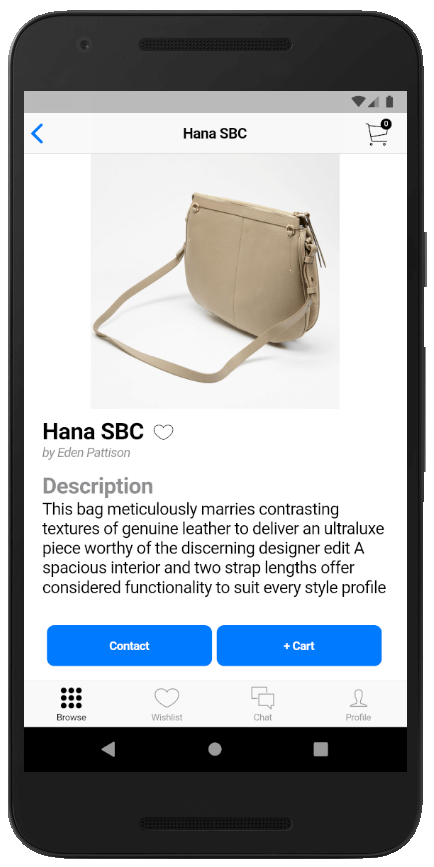 Hana SBC
0
Hana SBC
by Eden Pattison
Description
This bag meticulously marries contrasting
textures of genuine leather to deliver an ultraluxe
piece worthy of the discerning designer edit A
spacious interior and two strap lengths offer
considered functionality to suit every style profile
Contact
+ Cart
Browse
Wishlist
Chat
Profile